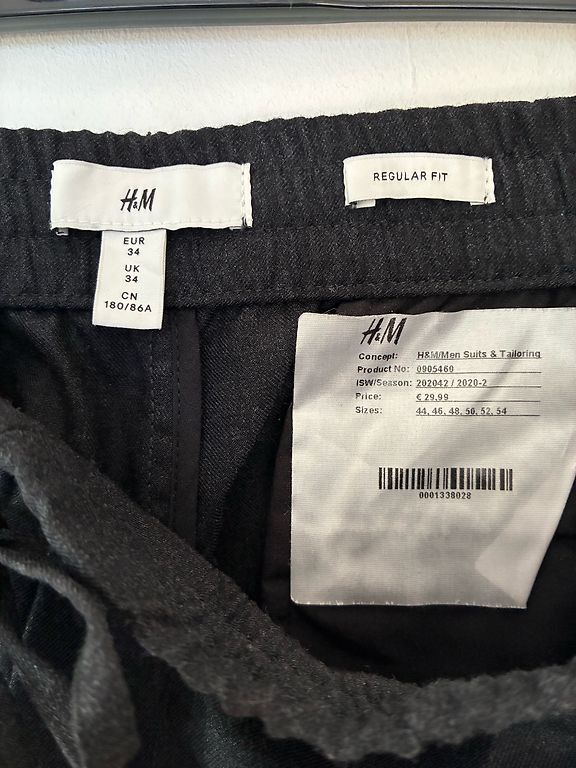 H&M
EUR
34
UK
34
CN
180/86A
REGULAR FIT
H&M
Concept: H&M/Men Suits & Tailoring
Product No: 0905460
ISW/Season: 202042 / 2020-2
Price: € 29,99
Sizes: 44, 46, 48, 50, 52, 54
0001338028